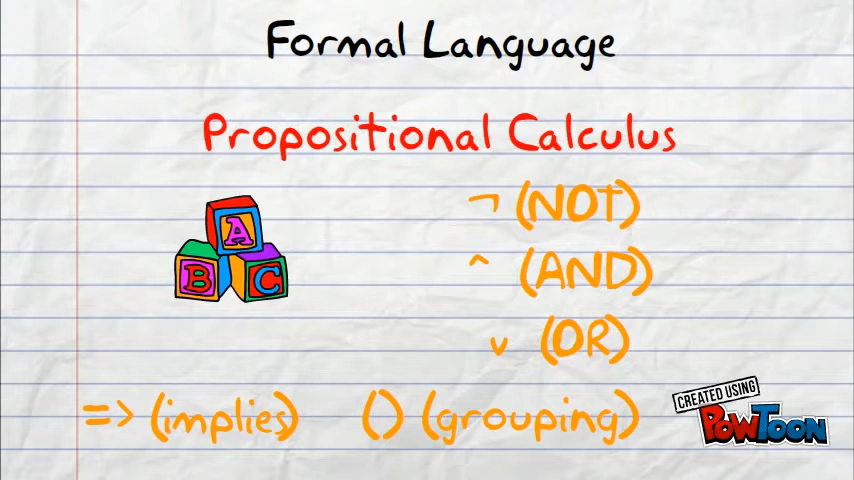 Formal Language
Propositional Calculus
¬ (NOT)
^ (AND)
v (OR)
A
B C
=> (implies) () (grouping)
CREATED USING
POWTOON